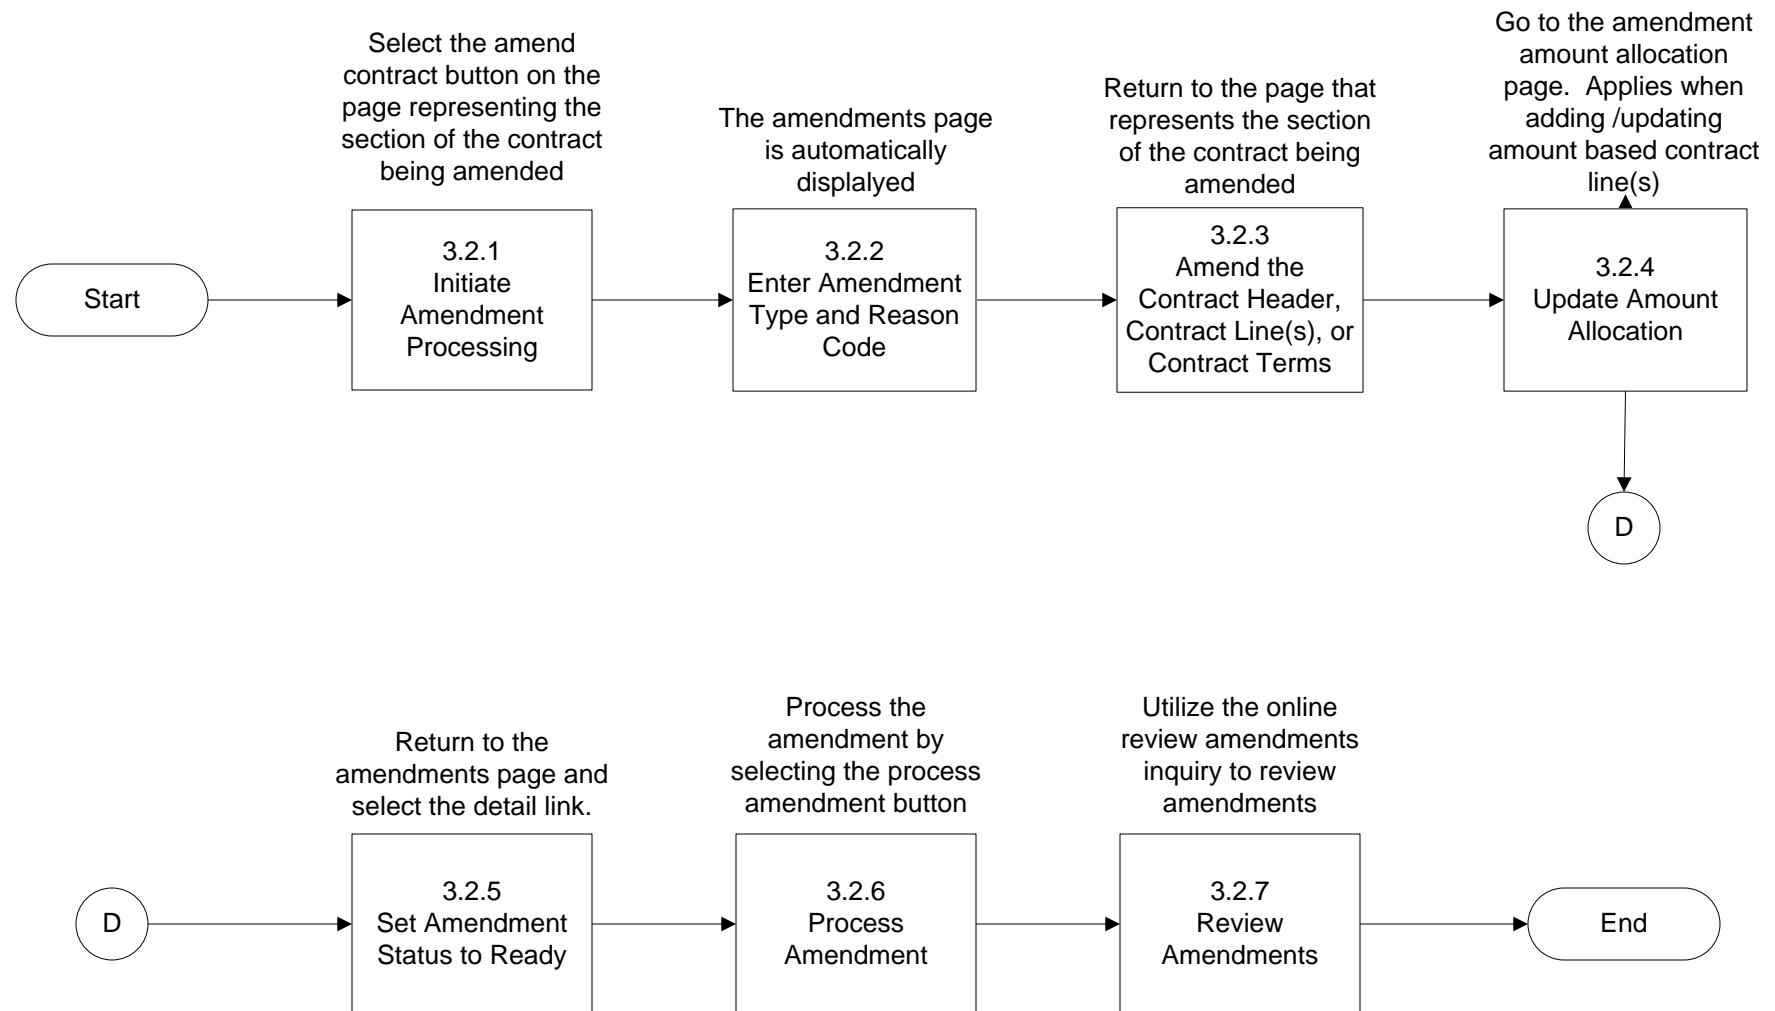 Select the amend
contract button on the
page representing the
section of the contract
being amended
The amendments page
is automatically
displalyed
Return to the page that
represents the section
of the contract being
amended
Go to the amendment
amount allocation
page.  Applies when
adding /updating
amount based contract
line(s)
Start
3.2.1
Initiate
Amendment
Processing
3.2.2
Enter Amendment
Type and Reason
Code
3.2.3
Amend the
Contract Header,
Contract Line(s), or
Contract Terms
3.2.4
Update Amount
Allocation
D
Return to the
amendments page and
select the detail link.
Process the
amendment by
selecting the process
amendment button
Utilize the online
review amendments
inquiry to review
amendments
D
3.2.5
Set Amendment
Status to Ready
3.2.6
Process
Amendment
3.2.7
Review
Amendments
End